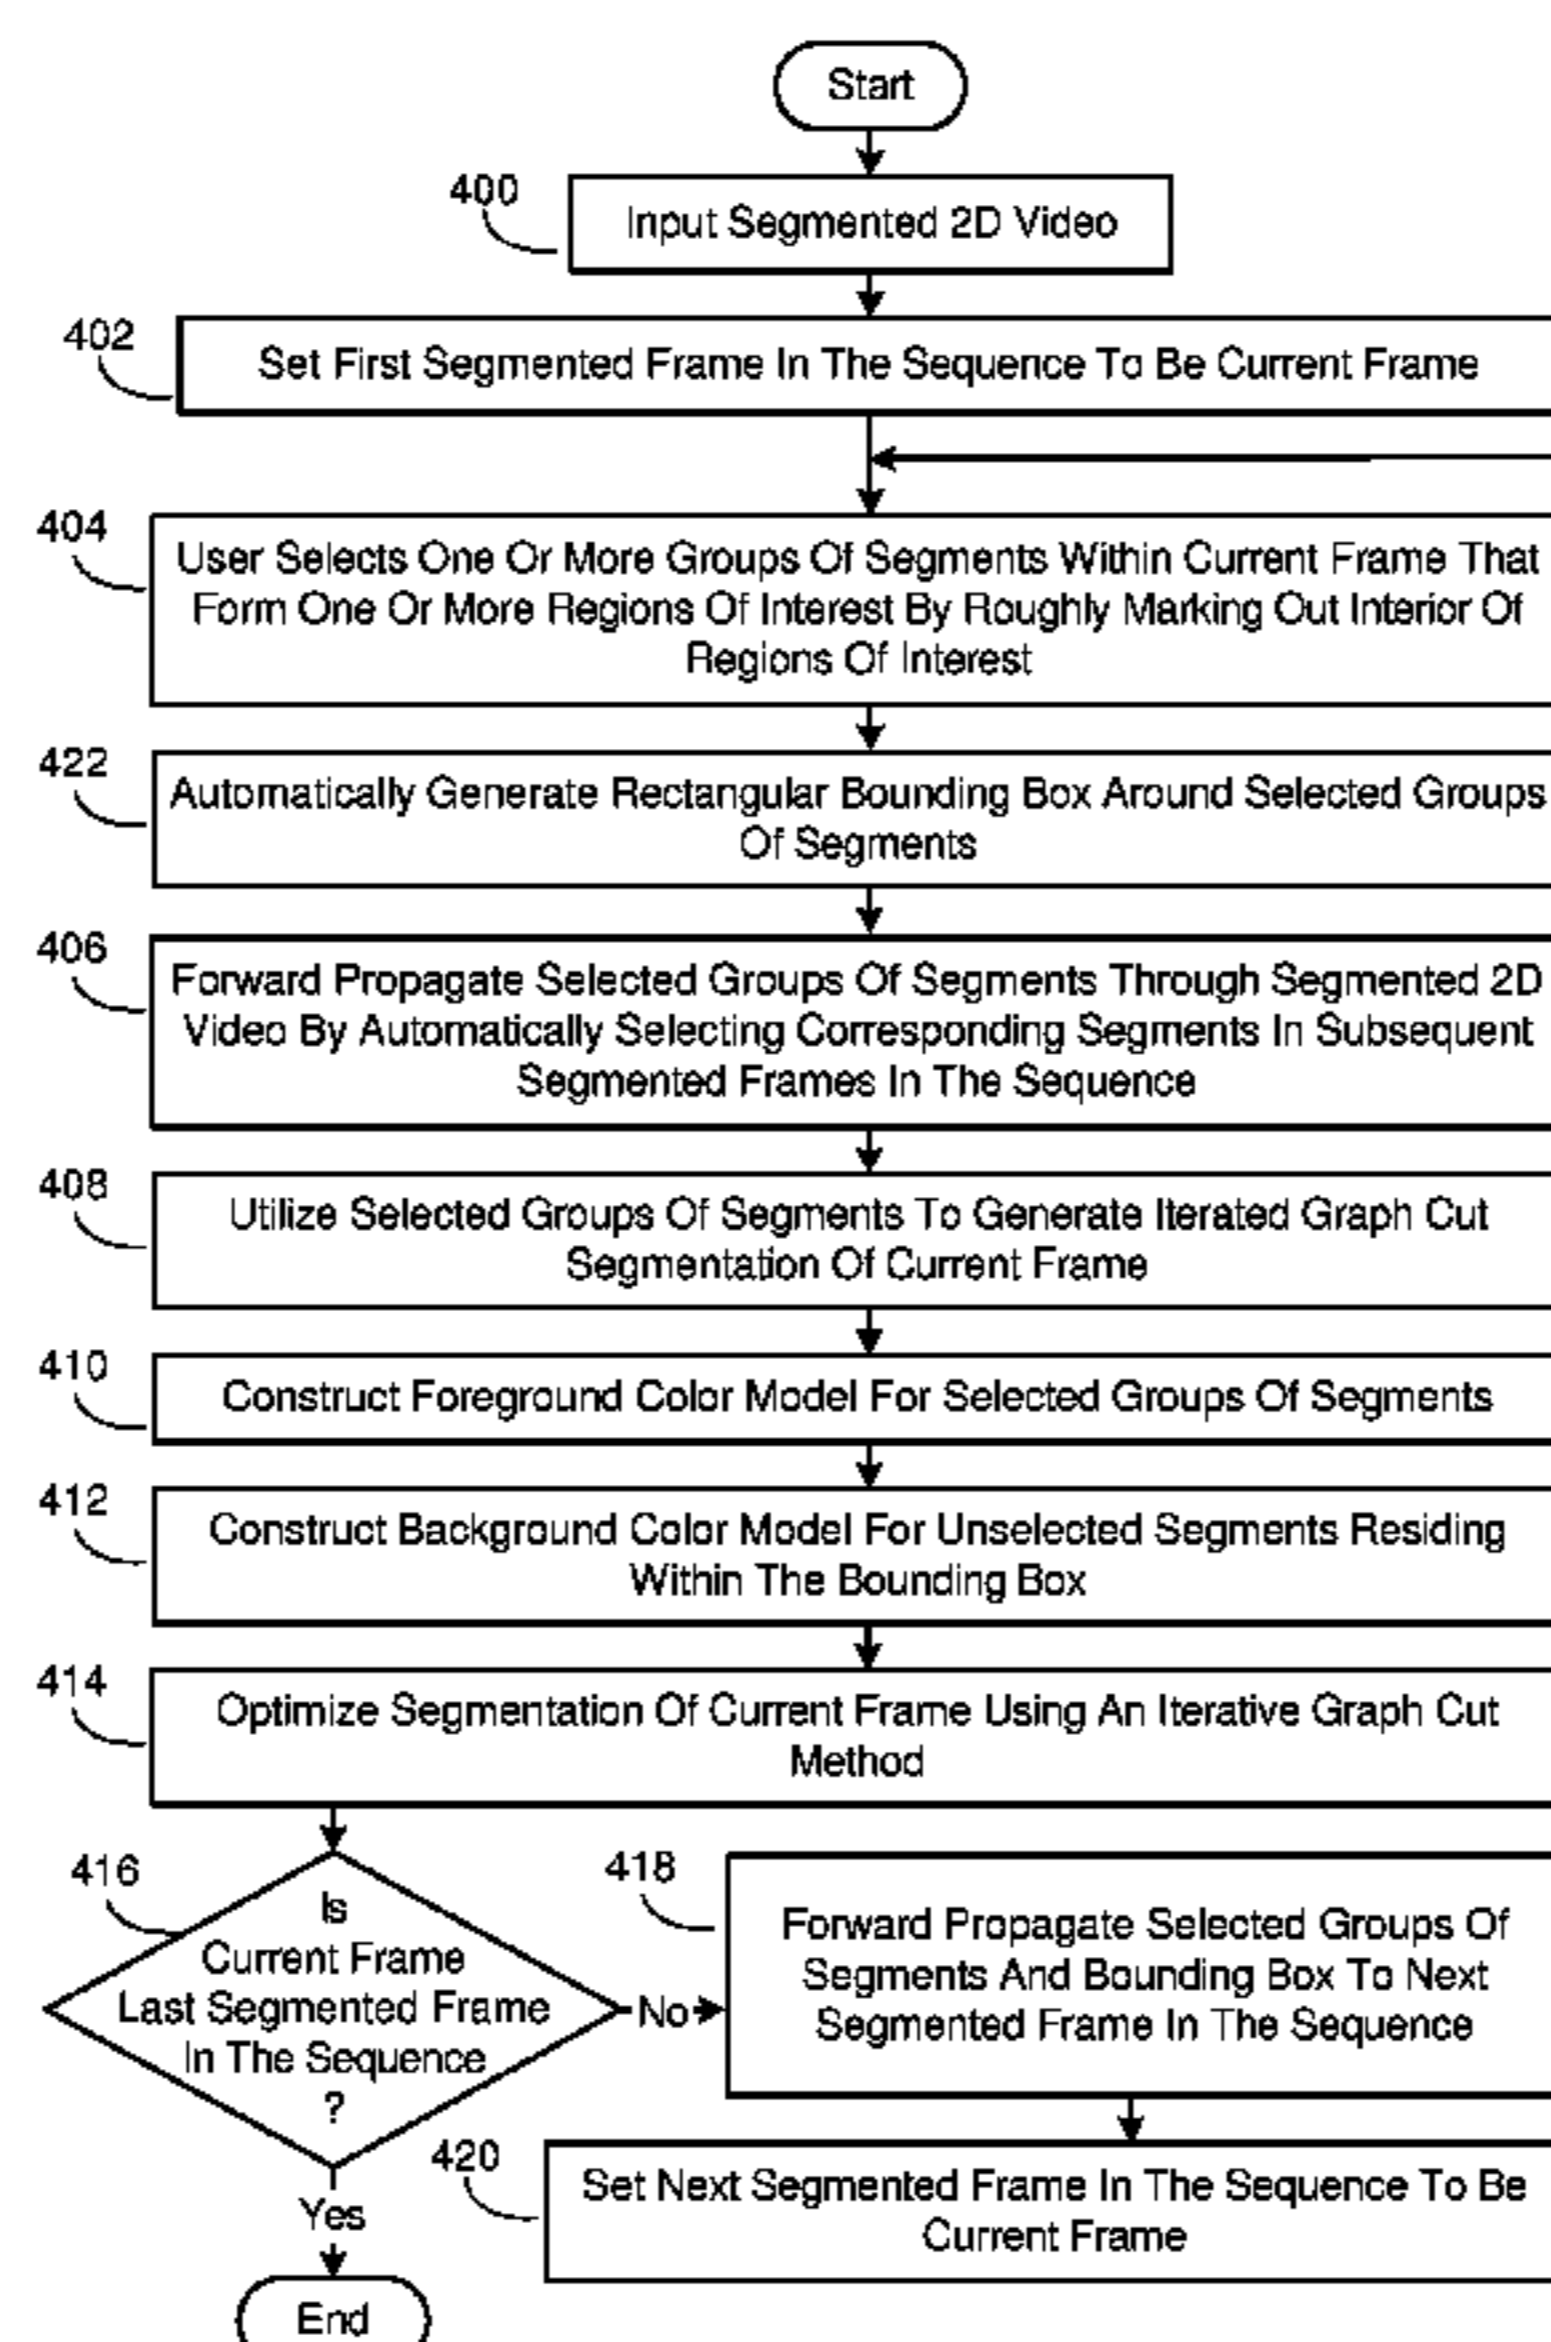 Start
400
Input Segmented 2D Video
402
Set First Segmented Frame In The Sequence To Be Current Frame
404
User Selects One Or More Groups Of Segments Within Current Frame That
Form One Or More Regions Of Interest By Roughly Marking Out Interior Of
Regions Of Interest
422
Automatically Generate Rectangular Bounding Box Around Selected Groups
Of Segments
406
Forward Propagate Selected Groups Of Segments Through Segmented 2D
Video By Automatically Selecting Corresponding Segments In Subsequent
Segmented Frames In The Sequence
408
Utilize Selected Groups Of Segments To Generate Iterated Graph Cut
Segmentation Of Current Frame
410
Construct Foreground Color Model For Selected Groups Of Segments
412
Construct Background Color Model For Unselected Segments Residing
Within The Bounding Box
414
Optimize Segmentation Of Current Frame Using An Iterative Graph Cut
Method
416
Is
Current Frame
Last Segmented Frame
In The Sequence
?
No
418
Forward Propagate Selected Groups Of
Segments And Bounding Box To Next
Segmented Frame In The Sequence
420
Set Next Segmented Frame In The Sequence To Be
Current Frame
Yes
End